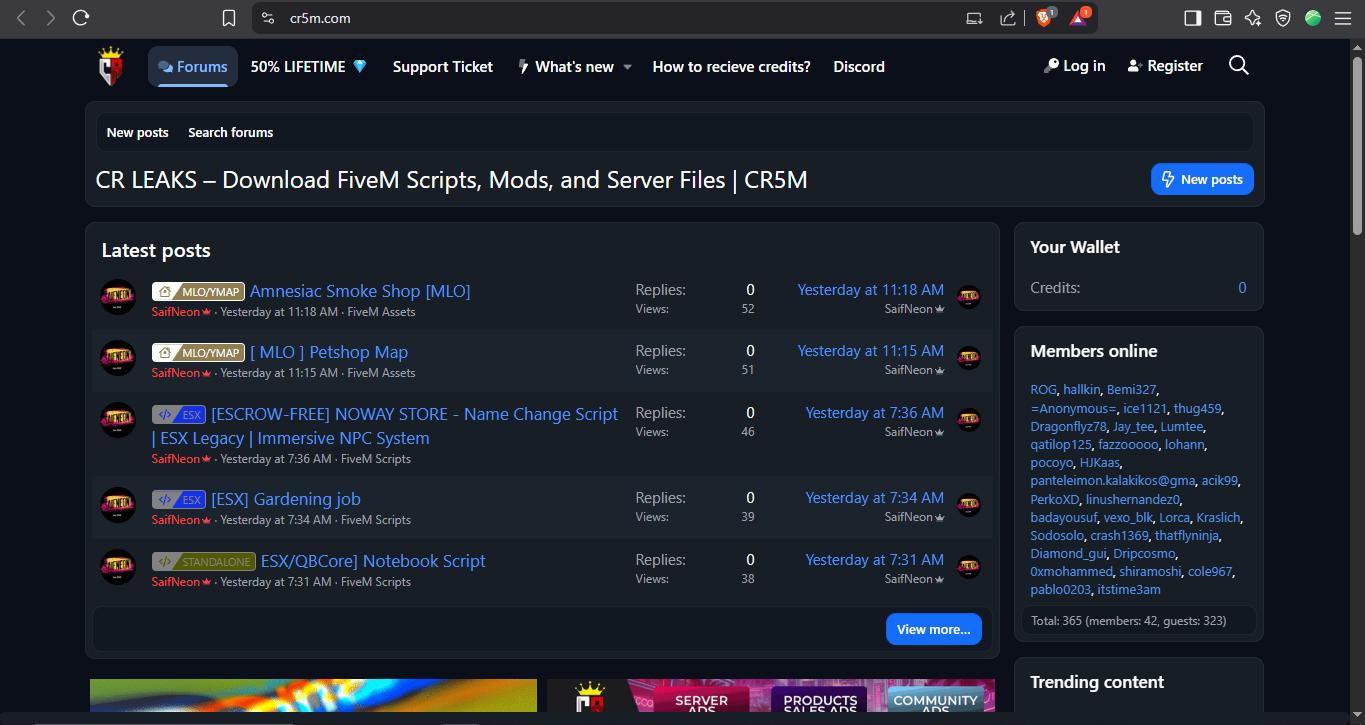 cr5m.com
1
1
CR
Forums
50% LIFETIME 💎
Support Ticket
What's new
How to recieve credits?
Discord
Log in
Register
New posts
Search forums
CR LEAKS – Download FiveM Scripts, Mods, and Server Files | CR5M
New posts
Latest posts
MLO/YMAP Amnesiac Smoke Shop [MLO]
SaifNeon · Yesterday at 11:18 AM · FiveM Assets
Replies: 0
Views: 52
Yesterday at 11:18 AM
SaifNeon
MLO/YMAP [ MLO ] Petshop Map
SaifNeon · Yesterday at 11:15 AM · FiveM Assets
Replies: 0
Views: 51
Yesterday at 11:15 AM
SaifNeon
ESX [ESCROW-FREE] NOWAY STORE - Name Change Script
| ESX Legacy | Immersive NPC System
SaifNeon · Yesterday at 7:36 AM · FiveM Scripts
Replies: 0
Views: 46
Yesterday at 7:36 AM
SaifNeon
ESX [ESX] Gardening job
SaifNeon · Yesterday at 7:34 AM · FiveM Scripts
Replies: 0
Views: 39
Yesterday at 7:34 AM
SaifNeon
STANDALONE ESX/QBCore] Notebook Script
SaifNeon · Yesterday at 7:31 AM · FiveM Scripts
Replies: 0
Views: 38
Yesterday at 7:31 AM
SaifNeon
View more...
Your Wallet
Credits: 0
Members online
ROG, hallkin, Bemi327,
=Anonymous=, ice1121, thug459,
Dragonflyz78, Jay_tee, Lumtee,
qatilop125, fazzooooo, lohann,
pocoyo, HJKaas,
panteleimon.kalakikos@gma, acik99,
PerkoXD, linushernandez0,
badayousuf, vexo_blk, Lorca, Kraslich,
Sodosolo, crash1369, thatflyninja,
Diamond_gui, Dripcosmo,
0xmohammed, shiramoshi, cole967,
pablo0203, itstime3am
Total: 365 (members: 42, guests: 323)
Trending content
SERVER
ADS
PRODUCTS
SALES ADS
COMMUNITY
ADS